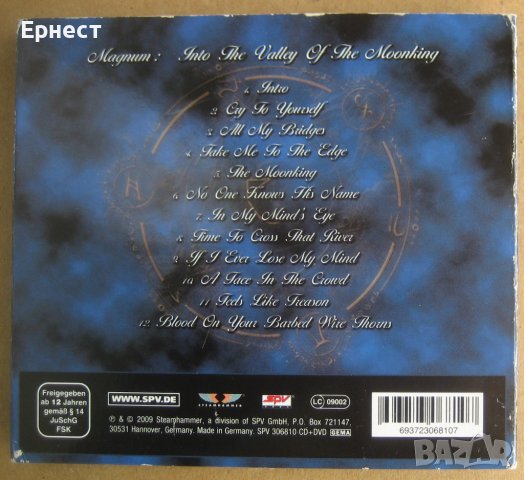 Ернест
Magnum: Into The Valley Of The Moonking
1. Intro
2. Cry To Yourself
3. All My Bridges
4. Take Me To The Edge
5. The Moonking
6. No One Knows His Name
7. In My Mind's Eye
8. Time To Cross That River
9. If I Ever Lose My Mind
10. A Face In The Crowd
11. Feels Like Treason
12. Blood On Your Barbed Wire Thorns
Freigegeben
ab 12 Jahren
gemäß § 14
JuSchG
FSK
WWW.SPV.DE
STEAMHAMMER
SPV
LC 09002
℗ & © 2009 Steamhammer, a division of SPV GmbH, P.O. Box 721147,
30531 Hannover, Germany. Made in Germany. SPV 306810 CD+DVD GEMA
693723068107
BAZAR